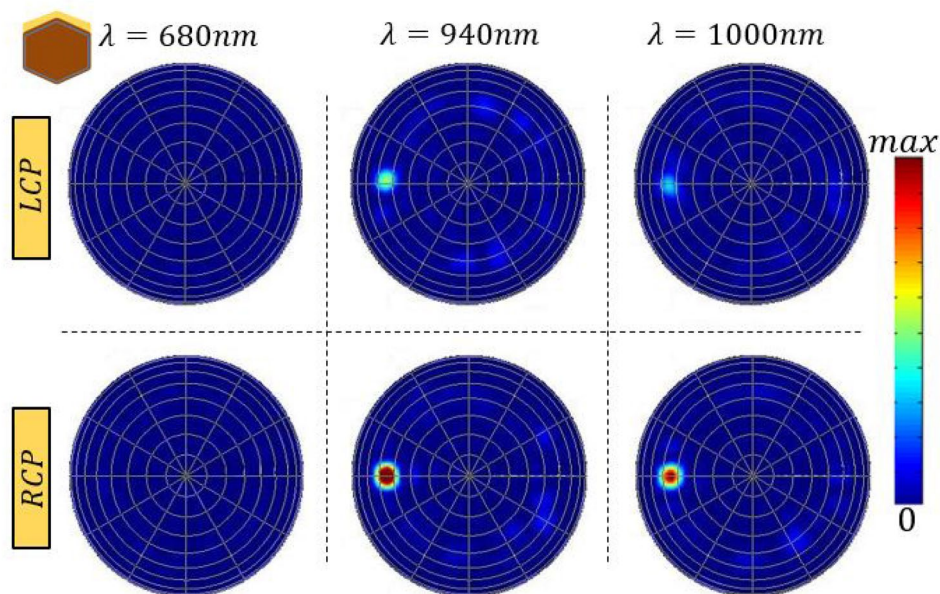 λ = 680nm
λ = 940nm
λ = 1000nm
LCP
max
0
RCP